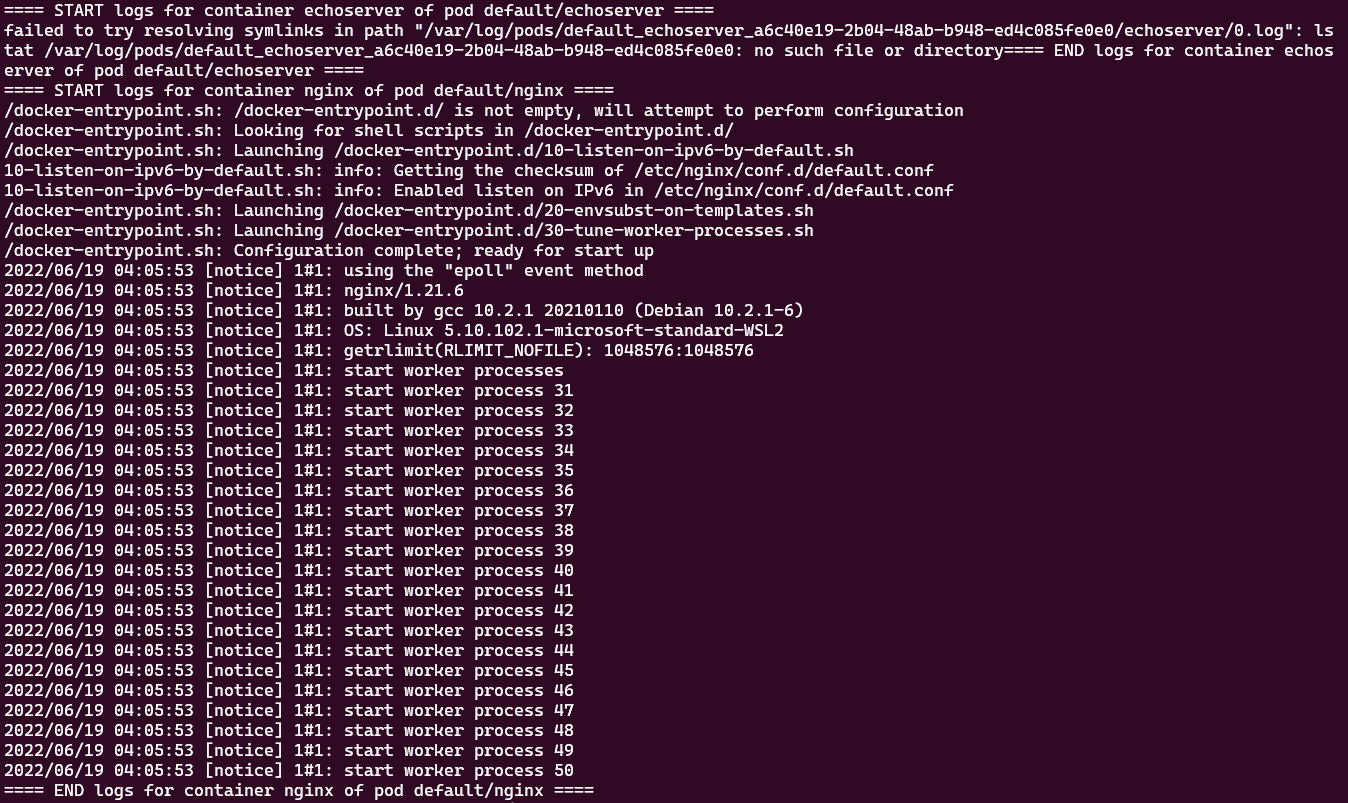 ==== START logs for container echoserver of pod default/echoserver ====
failed to try resolving symlinks in path "/var/log/pods/default_echoserver_a6c40e19-2b04-48ab-b948-ed4c085fe0e0/echoserver/0.log": ls
tat /var/log/pods/default_echoserver_a6c40e19-2b04-48ab-b948-ed4c085fe0e0: no such file or directory==== END logs for container echos
erver of pod default/echoserver ====
==== START logs for container nginx of pod default/nginx ====
/docker-entrypoint.sh: /docker-entrypoint.d/ is not empty, will attempt to perform configuration
/docker-entrypoint.sh: Looking for shell scripts in /docker-entrypoint.d/
/docker-entrypoint.sh: Launching /docker-entrypoint.d/10-listen-on-ipv6-by-default.sh
10-listen-on-ipv6-by-default.sh: info: Getting the checksum of /etc/nginx/conf.d/default.conf
10-listen-on-ipv6-by-default.sh: info: Enabled listen on IPv6 in /etc/nginx/conf.d/default.conf
/docker-entrypoint.sh: Launching /docker-entrypoint.d/20-envsubst-on-templates.sh
/docker-entrypoint.sh: Launching /docker-entrypoint.d/30-tune-worker-processes.sh
/docker-entrypoint.sh: Configuration complete; ready for start up
2022/06/19 04:05:53 [notice] 1#1: using the "epoll" event method
2022/06/19 04:05:53 [notice] 1#1: nginx/1.21.6
2022/06/19 04:05:53 [notice] 1#1: built by gcc 10.2.1 20210110 (Debian 10.2.1-6)
2022/06/19 04:05:53 [notice] 1#1: OS: Linux 5.10.102.1-microsoft-standard-WSL2
2022/06/19 04:05:53 [notice] 1#1: getrlimit(RLIMIT_NOFILE): 1048576:1048576
2022/06/19 04:05:53 [notice] 1#1: start worker processes
2022/06/19 04:05:53 [notice] 1#1: start worker process 31
2022/06/19 04:05:53 [notice] 1#1: start worker process 32
2022/06/19 04:05:53 [notice] 1#1: start worker process 33
2022/06/19 04:05:53 [notice] 1#1: start worker process 34
2022/06/19 04:05:53 [notice] 1#1: start worker process 35
2022/06/19 04:05:53 [notice] 1#1: start worker process 36
2022/06/19 04:05:53 [notice] 1#1: start worker process 37
2022/06/19 04:05:53 [notice] 1#1: start worker process 38
2022/06/19 04:05:53 [notice] 1#1: start worker process 39
2022/06/19 04:05:53 [notice] 1#1: start worker process 40
2022/06/19 04:05:53 [notice] 1#1: start worker process 41
2022/06/19 04:05:53 [notice] 1#1: start worker process 42
2022/06/19 04:05:53 [notice] 1#1: start worker process 43
2022/06/19 04:05:53 [notice] 1#1: start worker process 44
2022/06/19 04:05:53 [notice] 1#1: start worker process 45
2022/06/19 04:05:53 [notice] 1#1: start worker process 46
2022/06/19 04:05:53 [notice] 1#1: start worker process 47
2022/06/19 04:05:53 [notice] 1#1: start worker process 48
2022/06/19 04:05:53 [notice] 1#1: start worker process 49
2022/06/19 04:05:53 [notice] 1#1: start worker process 50
==== END logs for container nginx of pod default/nginx ====